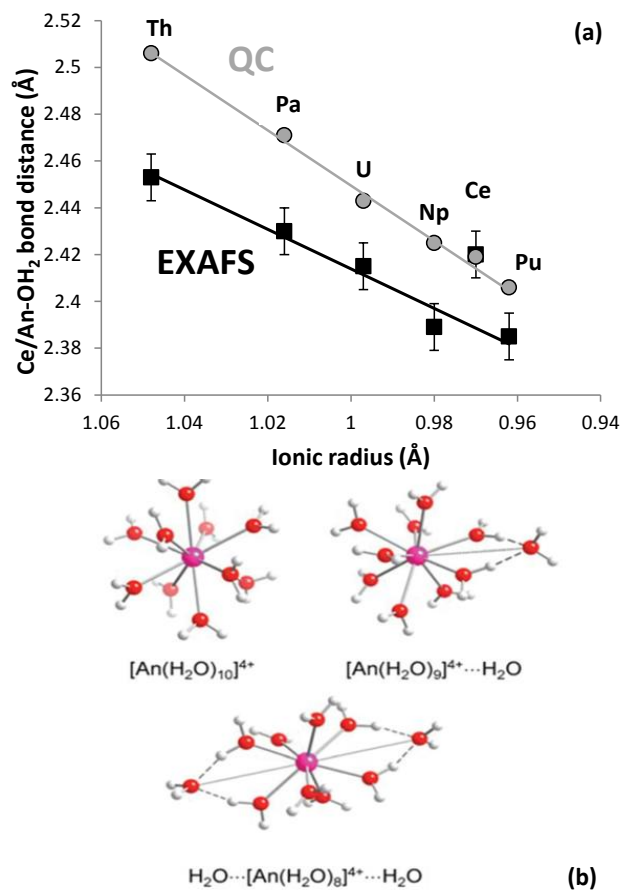 (a)
Th
QC
Pa
U
Ce
Np
Pu
EXAFS
Ce/An-OH₂ bond distance (Å)
2.52
2.5
2.48
2.46
2.44
2.42
2.4
2.38
2.36
1.06 1.04 1.02 1 0.98 0.96 0.94
Ionic radius (Å)
[An(H₂O)₁₀]⁴⁺ [An(H₂O)₉]⁴⁺···H₂O
H₂O···[An(H₂O)₈]⁴⁺···H₂O (b)